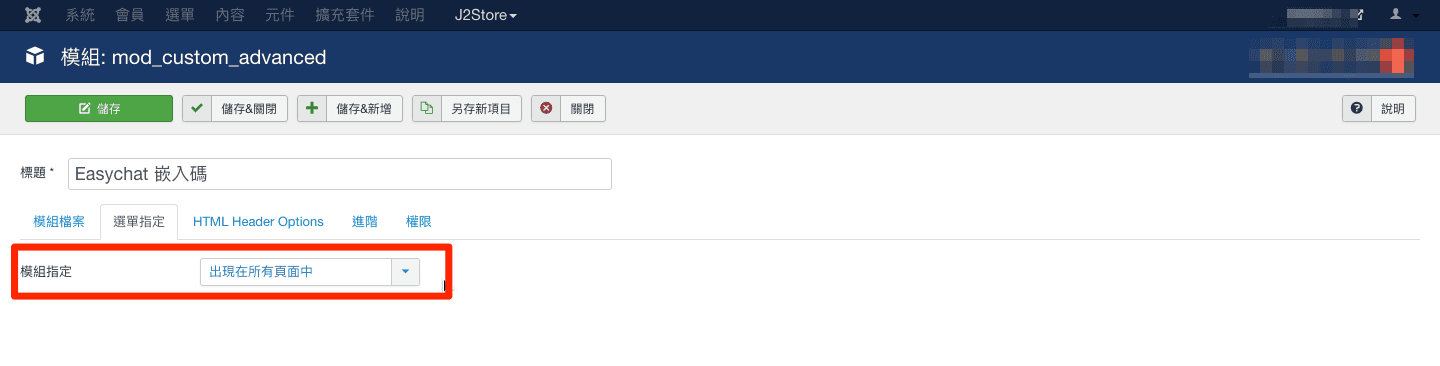 系統 會員 選單 內容 元件 擴充套件 說明 J2Store
模組: mod_custom_advanced
儲存 儲存&關閉 儲存&新增 另存新項目 關閉 說明
標題 * Easychat 嵌入碼
模組檔案 選單指定 HTML Header Options 進階 權限
模組指定 出現在所有頁面中